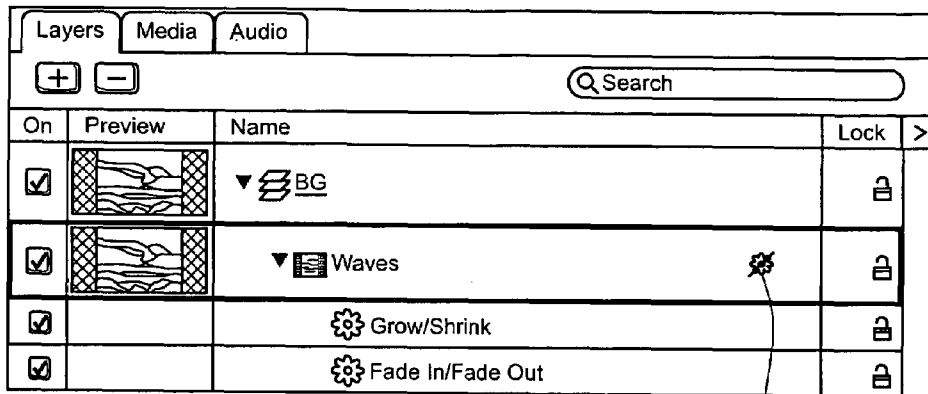 Layers Media Audio
+ − Search
On Preview Name Lock >
BG
Waves
Grow/Shrink
Fade In/Fade Out